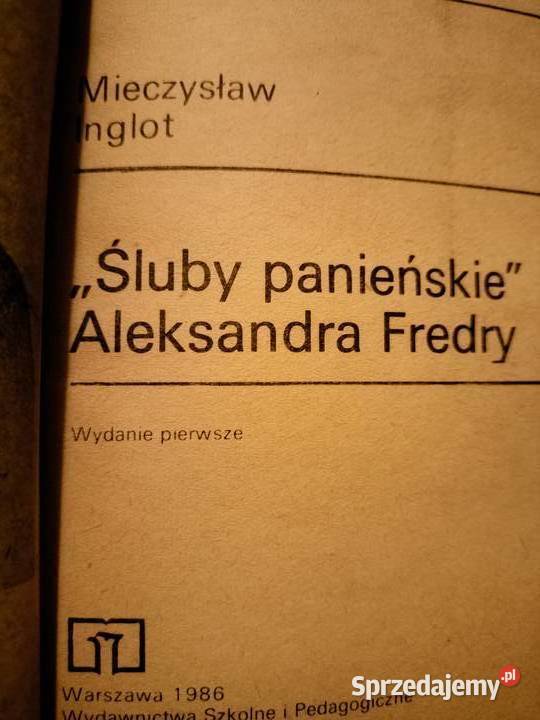 Mieczysław
Inglot
„Śluby panieńskie”
Aleksandra Fredry
Wydanie pierwsze
Warszawa 1986
Wydawnictwa Szkolne i Pedagogiczne
Sprzedajemy.pl